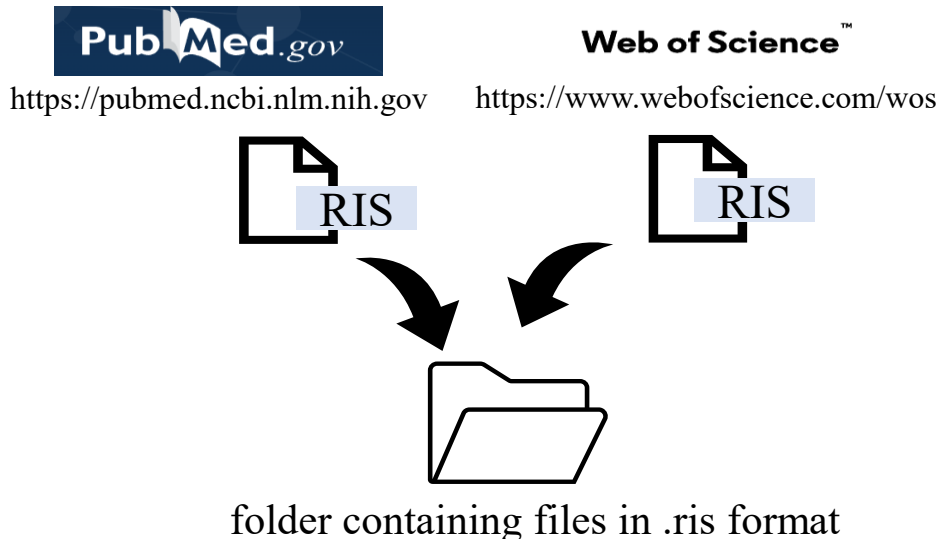 PubMed.gov
Web of Science™
https://pubmed.ncbi.nlm.nih.gov
https://www.webofscience.com/wos
RIS
RIS
folder containing files in .ris format